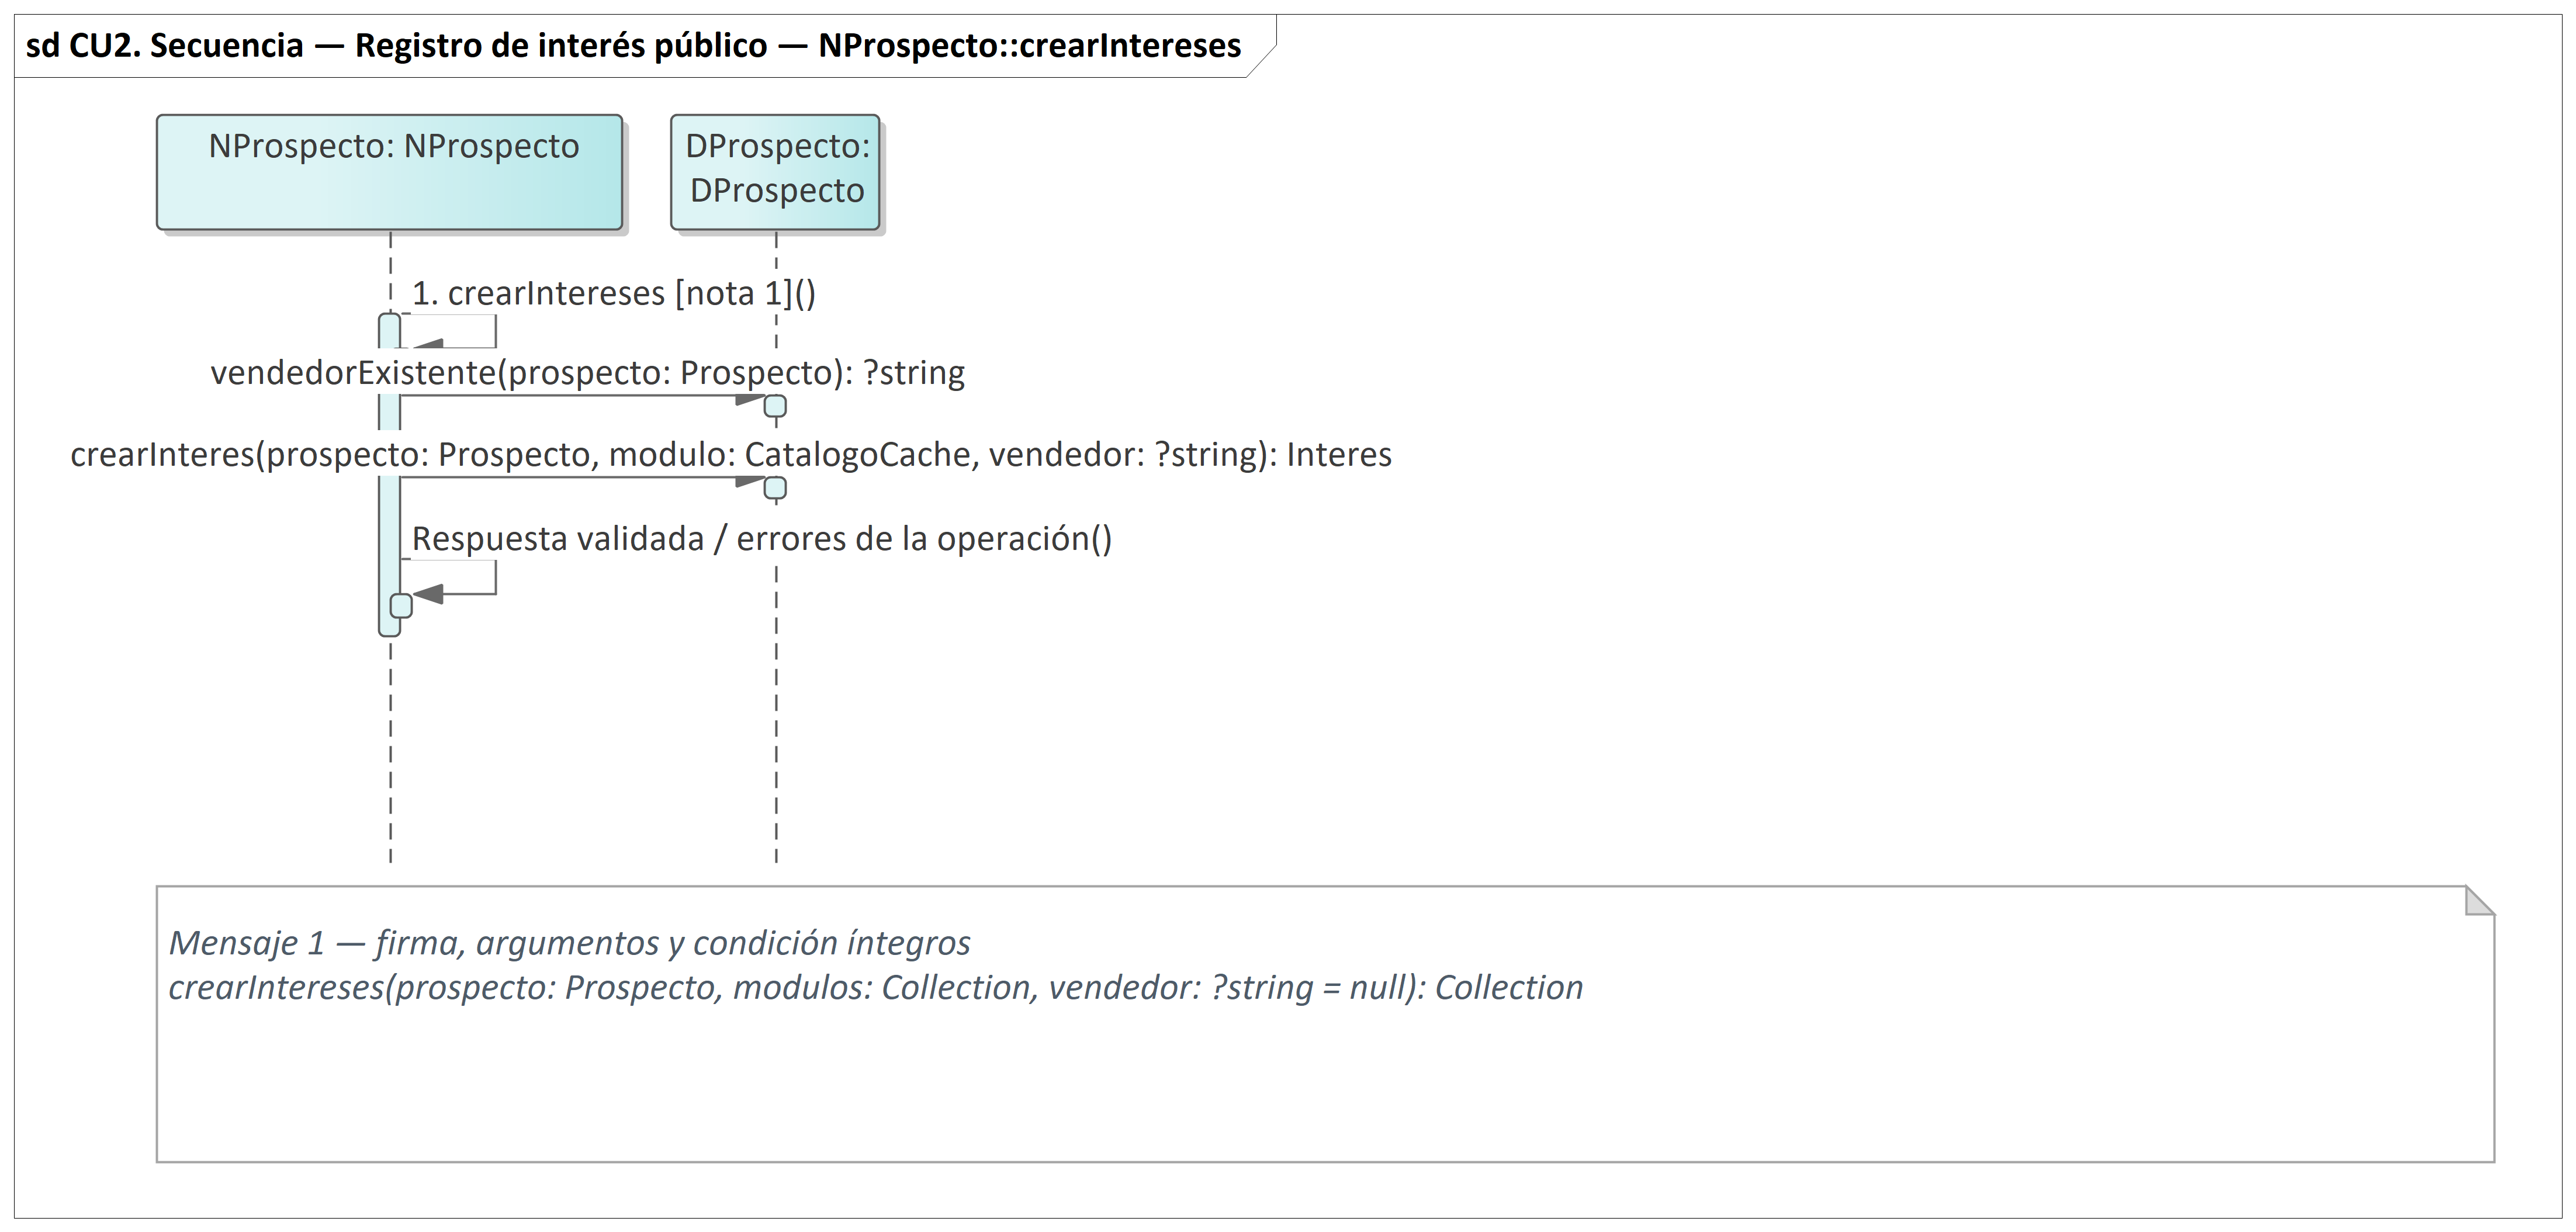 sd CU2. Secuencia — Registro de interés público — NProspecto::crearIntereses
NProspecto: NProspecto
DProspecto:
DProspecto
1. crearIntereses [nota 1]()
vendedorExistente(prospecto: Prospecto): ?string
crearInteres(prospecto: Prospecto, modulo: CatalogoCache, vendedor: ?string): Interes
Respuesta validada / errores de la operación()
Mensaje 1 — firma, argumentos y condición íntegros
crearIntereses(prospecto: Prospecto, modulos: Collection, vendedor: ?string = null): Collection